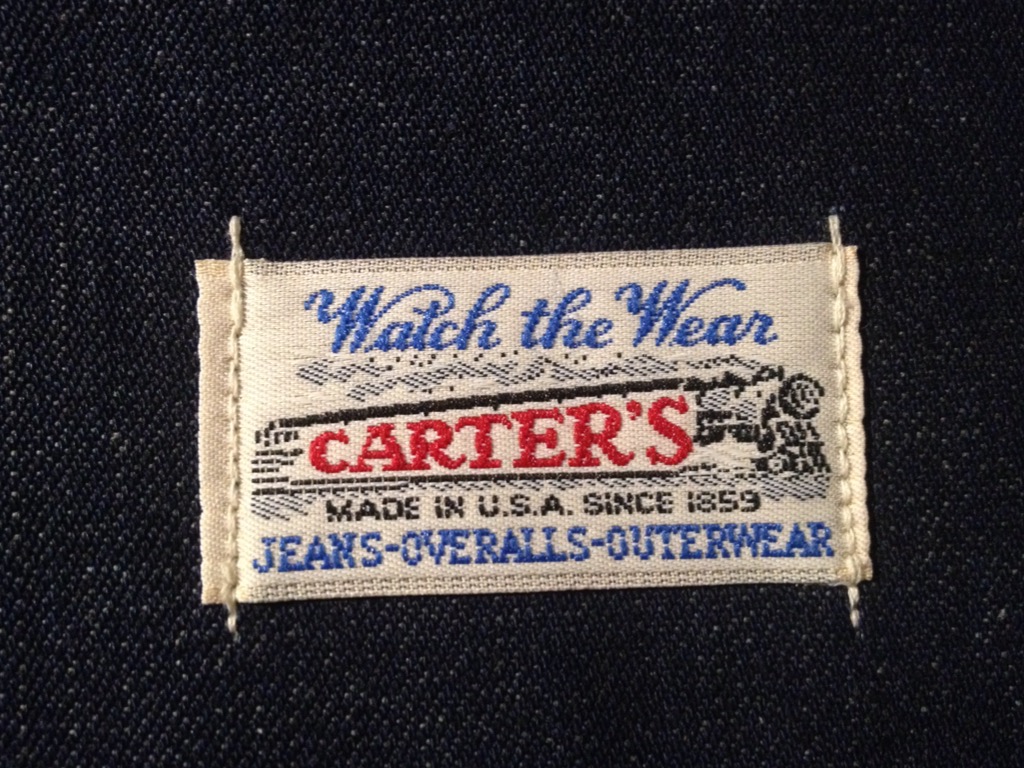 Watch the Wear
CARTER'S
MADE IN U.S.A. SINCE 1859
JEANS-OVERALLS-OUTERWEAR